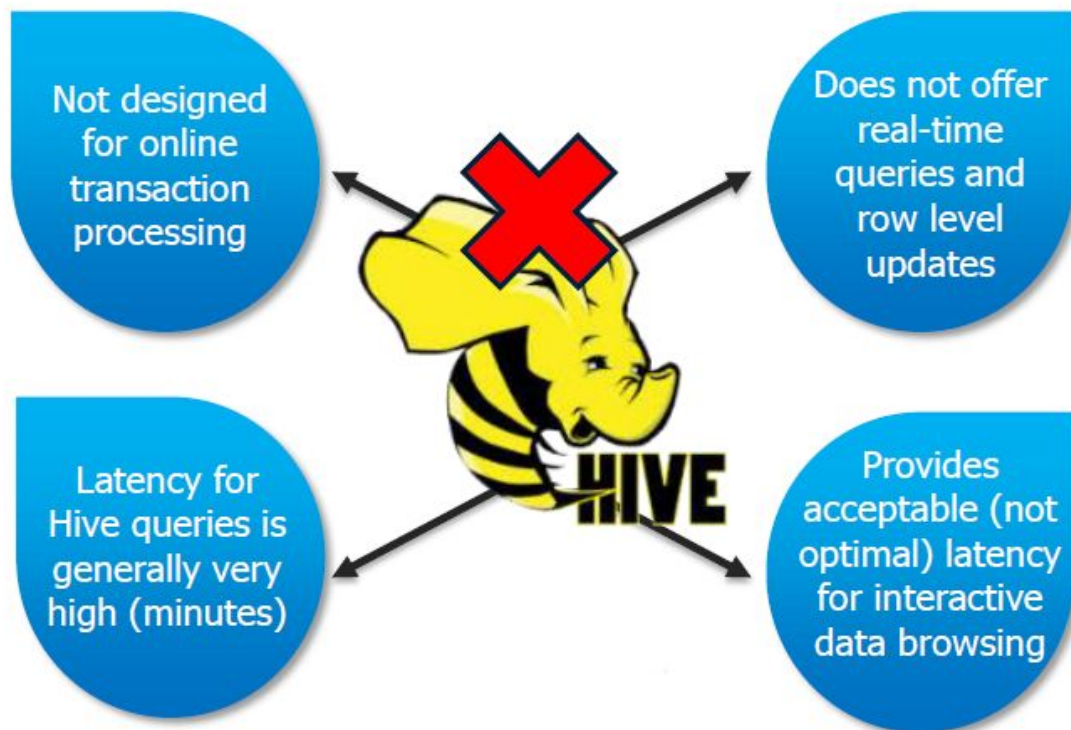 Not designed
for online
transaction
processing
Does not offer
real-time
queries and
row level
updates
HIVE
Latency for
Hive queries is
generally very
high (minutes)
Provides
acceptable (not
optimal) latency
for interactive
data browsing